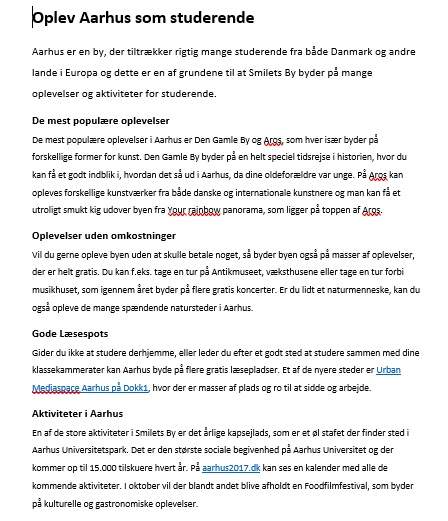 Oplev Aarhus som studerende
Aarhus er en by, der tiltrækker rigtig mange studerende fra både Danmark og andre
lande i Europa og dette er en af grundene til at Smilets By byder på mange
oplevelser og aktiviteter for studerende.
De mest populære oplevelser
De mest populære oplevelser i Aarhus er Den Gamle By og Aros, som hver især byder på
forskellige former for kunst. Den Gamle By byder på en helt speciel tidsrejse i historien, hvor du
kan få et godt indblik i, hvordan det så ud i Aarhus, da dine oldeforældre var unge. På Aros kan
opleves forskellige kunstværker fra både danske og internationale kunstnere og man kan få et
utroligt smukt kig udover byen fra Your rainbow panorama, som ligger på toppen af Aros.
Oplevelser uden omkostninger
Vil du gerne opleve byen uden at skulle betale noget, så byder byen også på masser af oplevelser,
der er helt gratis. Du kan f.eks. tage en tur på Antikmuseet, væksthusene eller tage en tur forbi
musikhuset, som igennem året byder på flere gratis koncerter. Er du lidt et naturmenneske, kan du
også opleve de mange spændende natursteder i Aarhus.
Gode Læsespots
Gider du ikke at studere derhjemme, eller leder du efter et godt sted at studere sammen med dine
klassekammerater kan Aarhus byde på flere gratis læsepladser. Et af de nyere steder er Urban
Mediaspace Aarhus på Dokk1, hvor der er masser af plads og ro til at sidde og arbejde.
Aktiviteter i Aarhus
En af de store aktiviteter i Smilets By er det årlige kapsejlads, som er et øl stafet der finder sted i
Aarhus Universitetspark. Det er den største sociale begivenhed på Aarhus Universitet og der
kommer op til 15.000 tilskuere hvert år. På aarhus2017.dk kan ses en kalender med alle de
kommende aktiviteter. I oktober vil der blandt andet blive afholdt en Foodfilmfestival, som byder
på kulturelle og gastronomiske oplevelser.